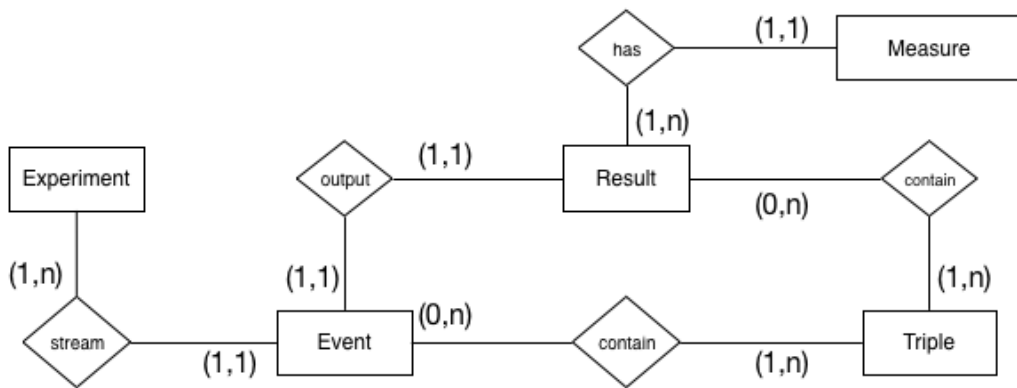 (1,1)
Measure
has
(1,n)
Experiment
output
(1,1)
Result
contain
(0,n)
(1,n)
(1,1)
(1,n)
(0,n)
stream
Event
contain
Triple
(1,1)
(1,n)